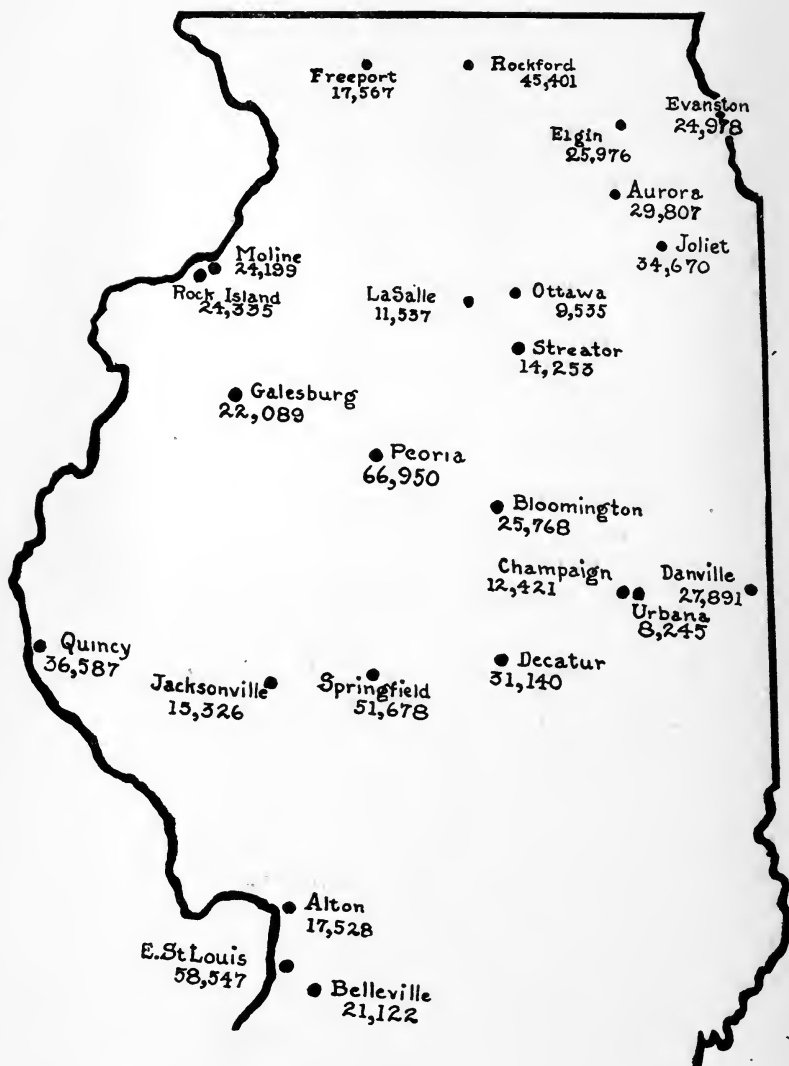 Freeport
17,567
Rockford
45,401
Evanston
24,978
Elgin
25,976
Aurora
29,807
Joliet
34,670
Moline
24,199
Rock Island
24,335
LaSalle
11,537
Ottawa
9,535
Streator
14,253
Galesburg
22,089
Peoria
66,950
Bloomington
25,768
Champaign
12,421
Urbana
8,245
Danville
27,891
Quincy
36,587
Jacksonville
15,326
Springfield
51,678
Decatur
31,140
Alton
17,528
E.St Louis
58,547
Belleville
21,122